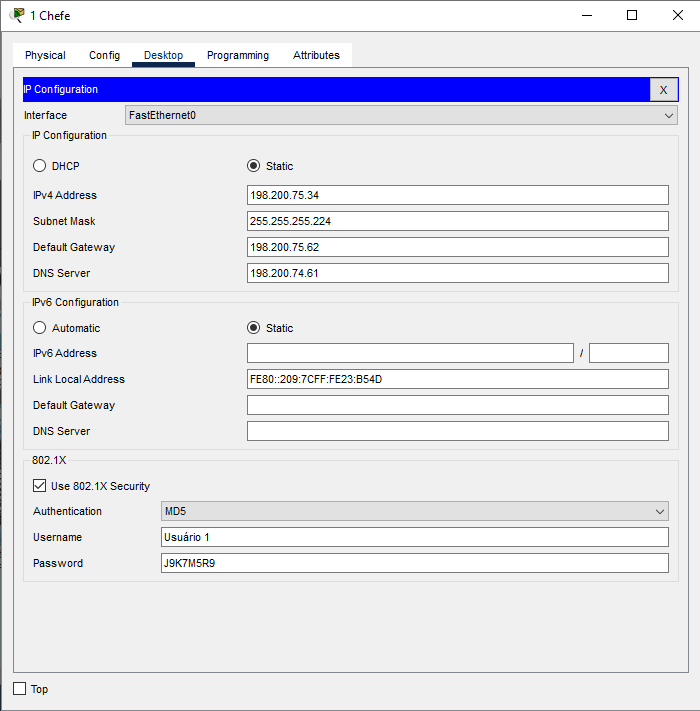 1 Chefe
Physical Config Desktop Programming Attributes
IP Configuration X
Interface FastEthernet0
IP Configuration
DHCP Static
IPv4 Address 198.200.75.34
Subnet Mask 255.255.255.224
Default Gateway 198.200.75.62
DNS Server 198.200.74.61
IPv6 Configuration
Automatic Static
IPv6 Address /
Link Local Address FE80::209:7CFF:FE23:B54D
Default Gateway
DNS Server
802.1X
Use 802.1X Security
Authentication MD5
Username Usuário 1
Password J9K7M5R9
Top